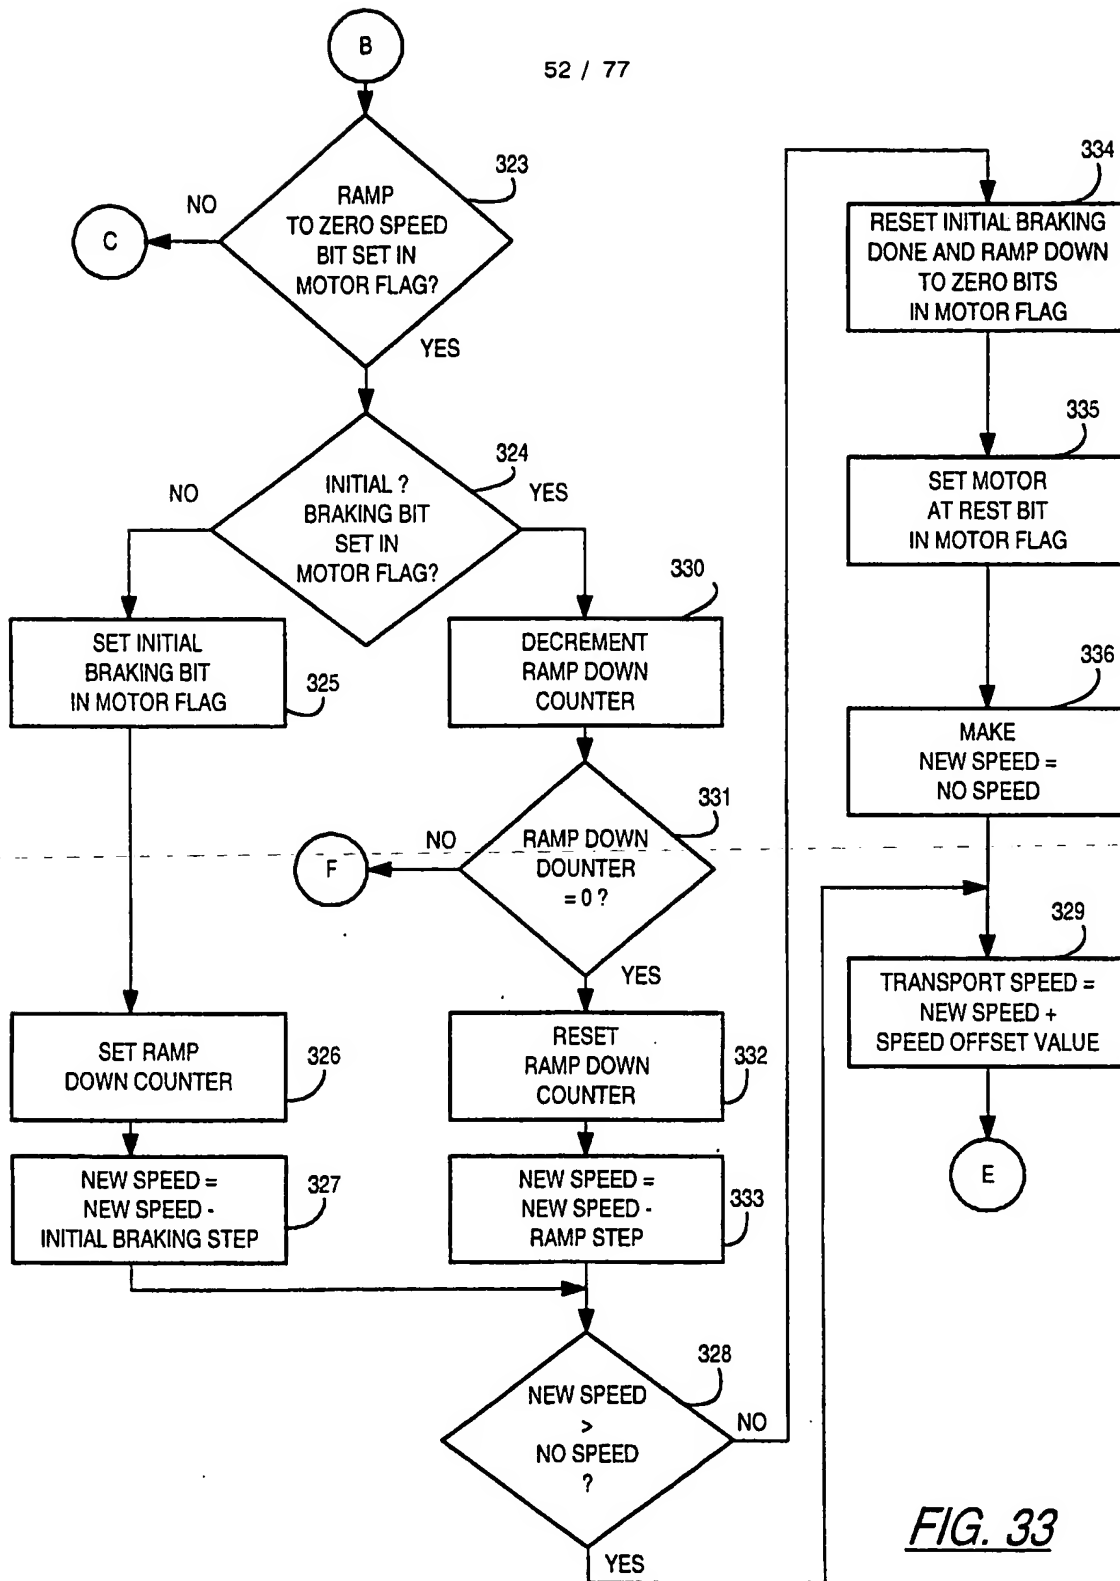 B
52 / 77
323
RAMP
TO ZERO SPEED
BIT SET IN
MOTOR FLAG?
NO
C
YES
324
INITIAL ?
BRAKING BIT
SET IN
MOTOR FLAG?
NO
YES
SET INITIAL
BRAKING BIT
IN MOTOR FLAG
325
330
DECREMENT
RAMP DOWN
COUNTER
331
RAMP DOWN
DOUNTER
= 0 ?
NO
F
YES
SET RAMP
DOWN COUNTER
326
RESET
RAMP DOWN
COUNTER
332
NEW SPEED =
NEW SPEED -
INITIAL BRAKING STEP
327
NEW SPEED =
NEW SPEED -
RAMP STEP
333
328
NEW SPEED
>
NO SPEED
?
NO
YES
334
RESET INITIAL BRAKING
DONE AND RAMP DOWN
TO ZERO BITS
IN MOTOR FLAG
335
SET MOTOR
AT REST BIT
IN MOTOR FLAG
336
MAKE
NEW SPEED =
NO SPEED
329
TRANSPORT SPEED =
NEW SPEED +
SPEED OFFSET VALUE
E
FIG. 33